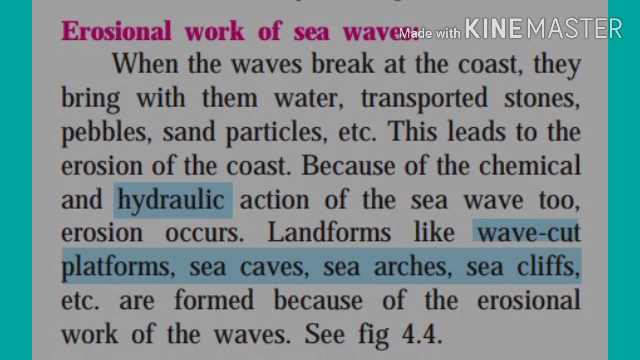 Erosional work of sea waves:
Made with KINEMASTER
When the waves break at the coast, they
bring with them water, transported stones,
pebbles, sand particles, etc. This leads to the
erosion of the coast. Because of the chemical
and hydraulic action of the sea wave too,
erosion occurs. Landforms like wave-cut
platforms, sea caves, sea arches, sea cliffs,
etc. are formed because of the erosional
work of the waves. See fig 4.4.